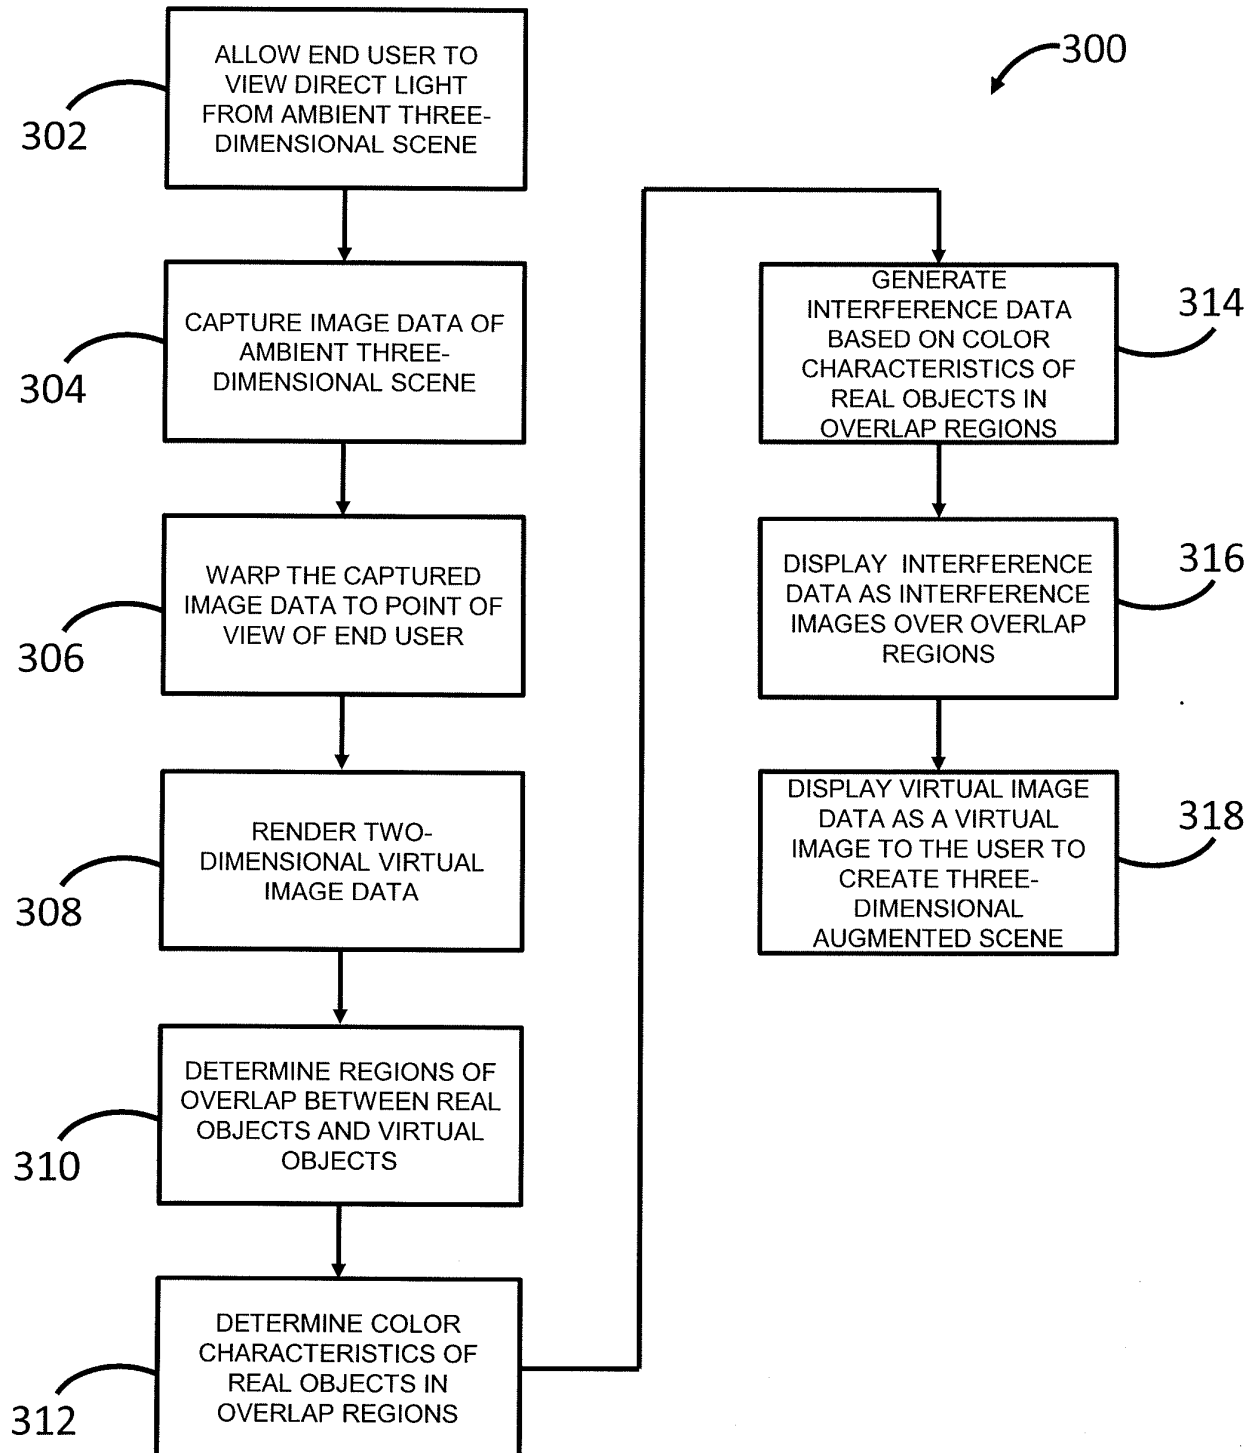 300
302
ALLOW END USER TO
VIEW DIRECT LIGHT
FROM AMBIENT THREE-
DIMENSIONAL SCENE
304
CAPTURE IMAGE DATA OF
AMBIENT THREE-
DIMENSIONAL SCENE
306
WARP THE CAPTURED
IMAGE DATA TO POINT OF
VIEW OF END USER
308
RENDER TWO-
DIMENSIONAL VIRTUAL
IMAGE DATA
310
DETERMINE REGIONS OF
OVERLAP BETWEEN REAL
OBJECTS AND VIRTUAL
OBJECTS
312
DETERMINE COLOR
CHARACTERISTICS OF
REAL OBJECTS IN
OVERLAP REGIONS
314
GENERATE
INTERFERENCE DATA
BASED ON COLOR
CHARACTERISTICS OF
REAL OBJECTS IN
OVERLAP REGIONS
316
DISPLAY INTERFERENCE
DATA AS INTERFERENCE
IMAGES OVER OVERLAP
REGIONS
318
DISPLAY VIRTUAL IMAGE
DATA AS A VIRTUAL
IMAGE TO THE USER TO
CREATE THREE-
DIMENSIONAL
AUGMENTED SCENE